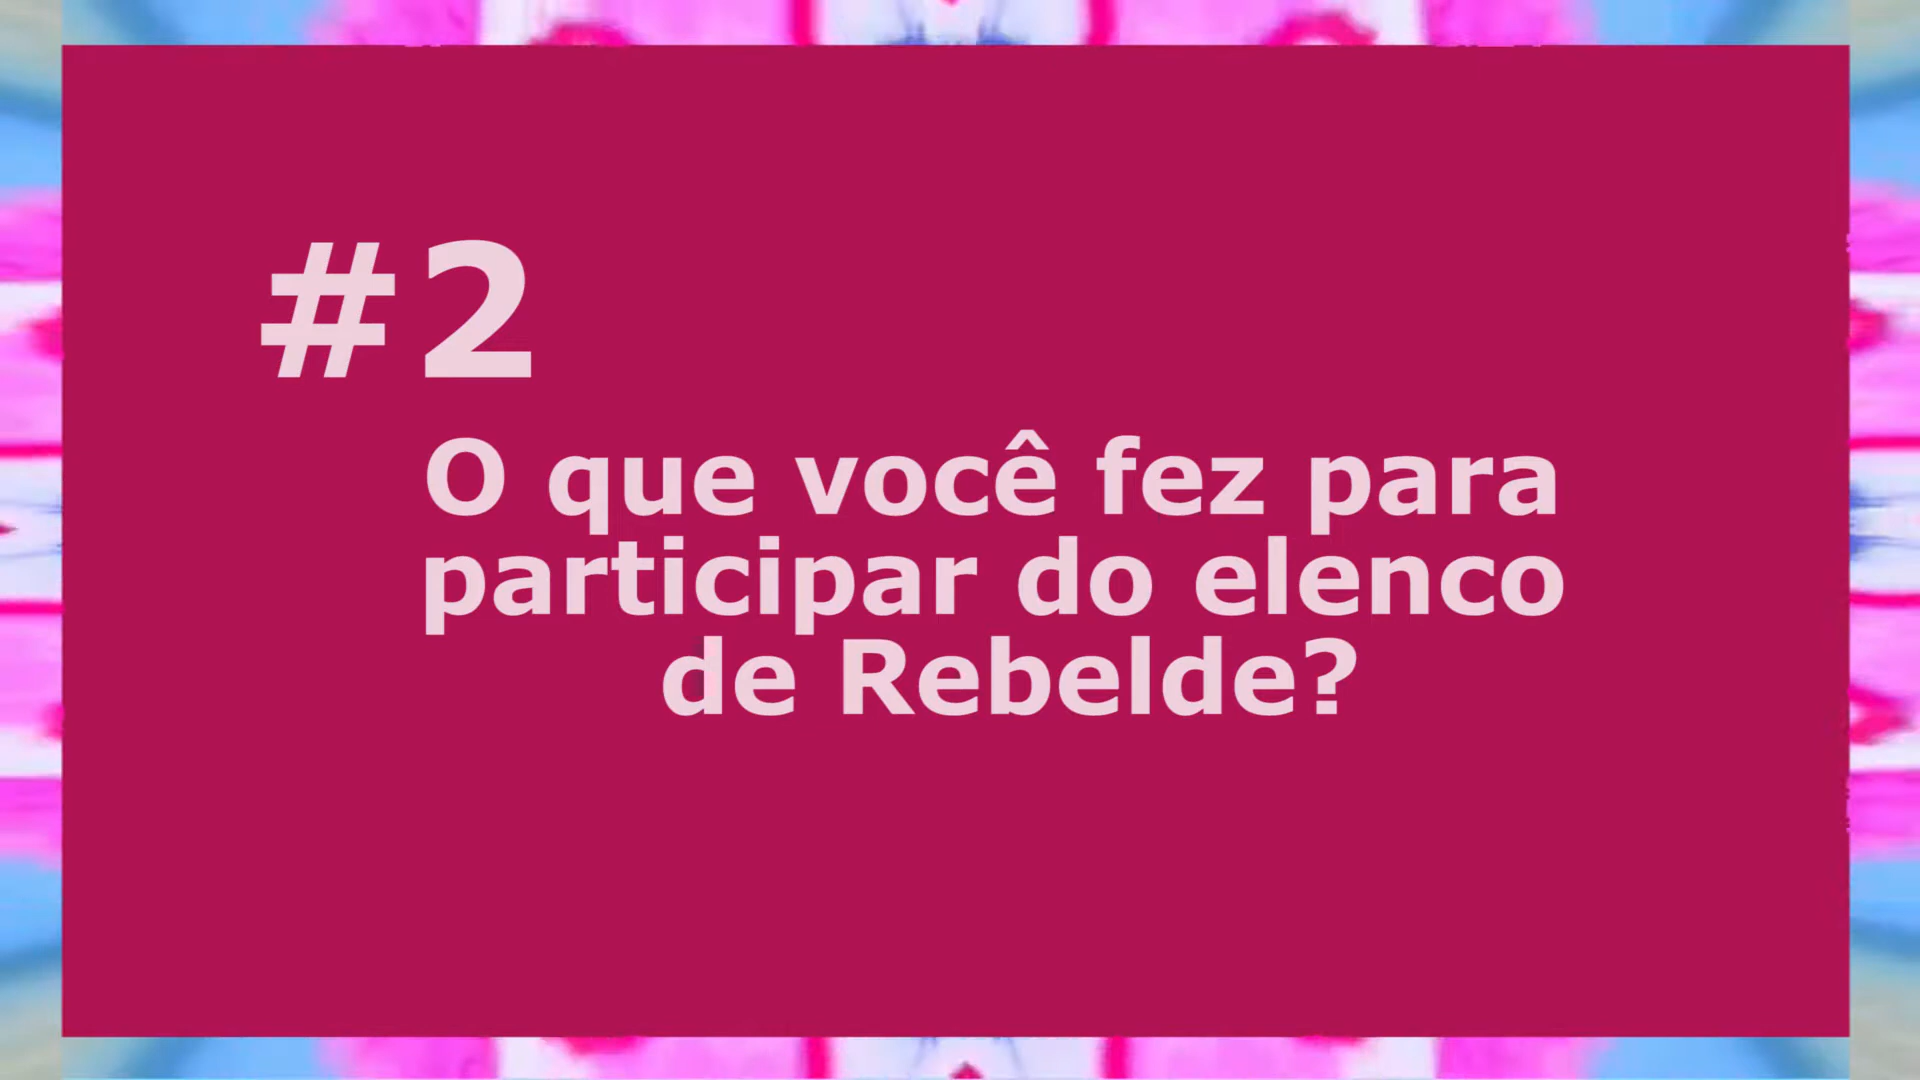 #2
O que você fez para
participar do elenco
de Rebelde?